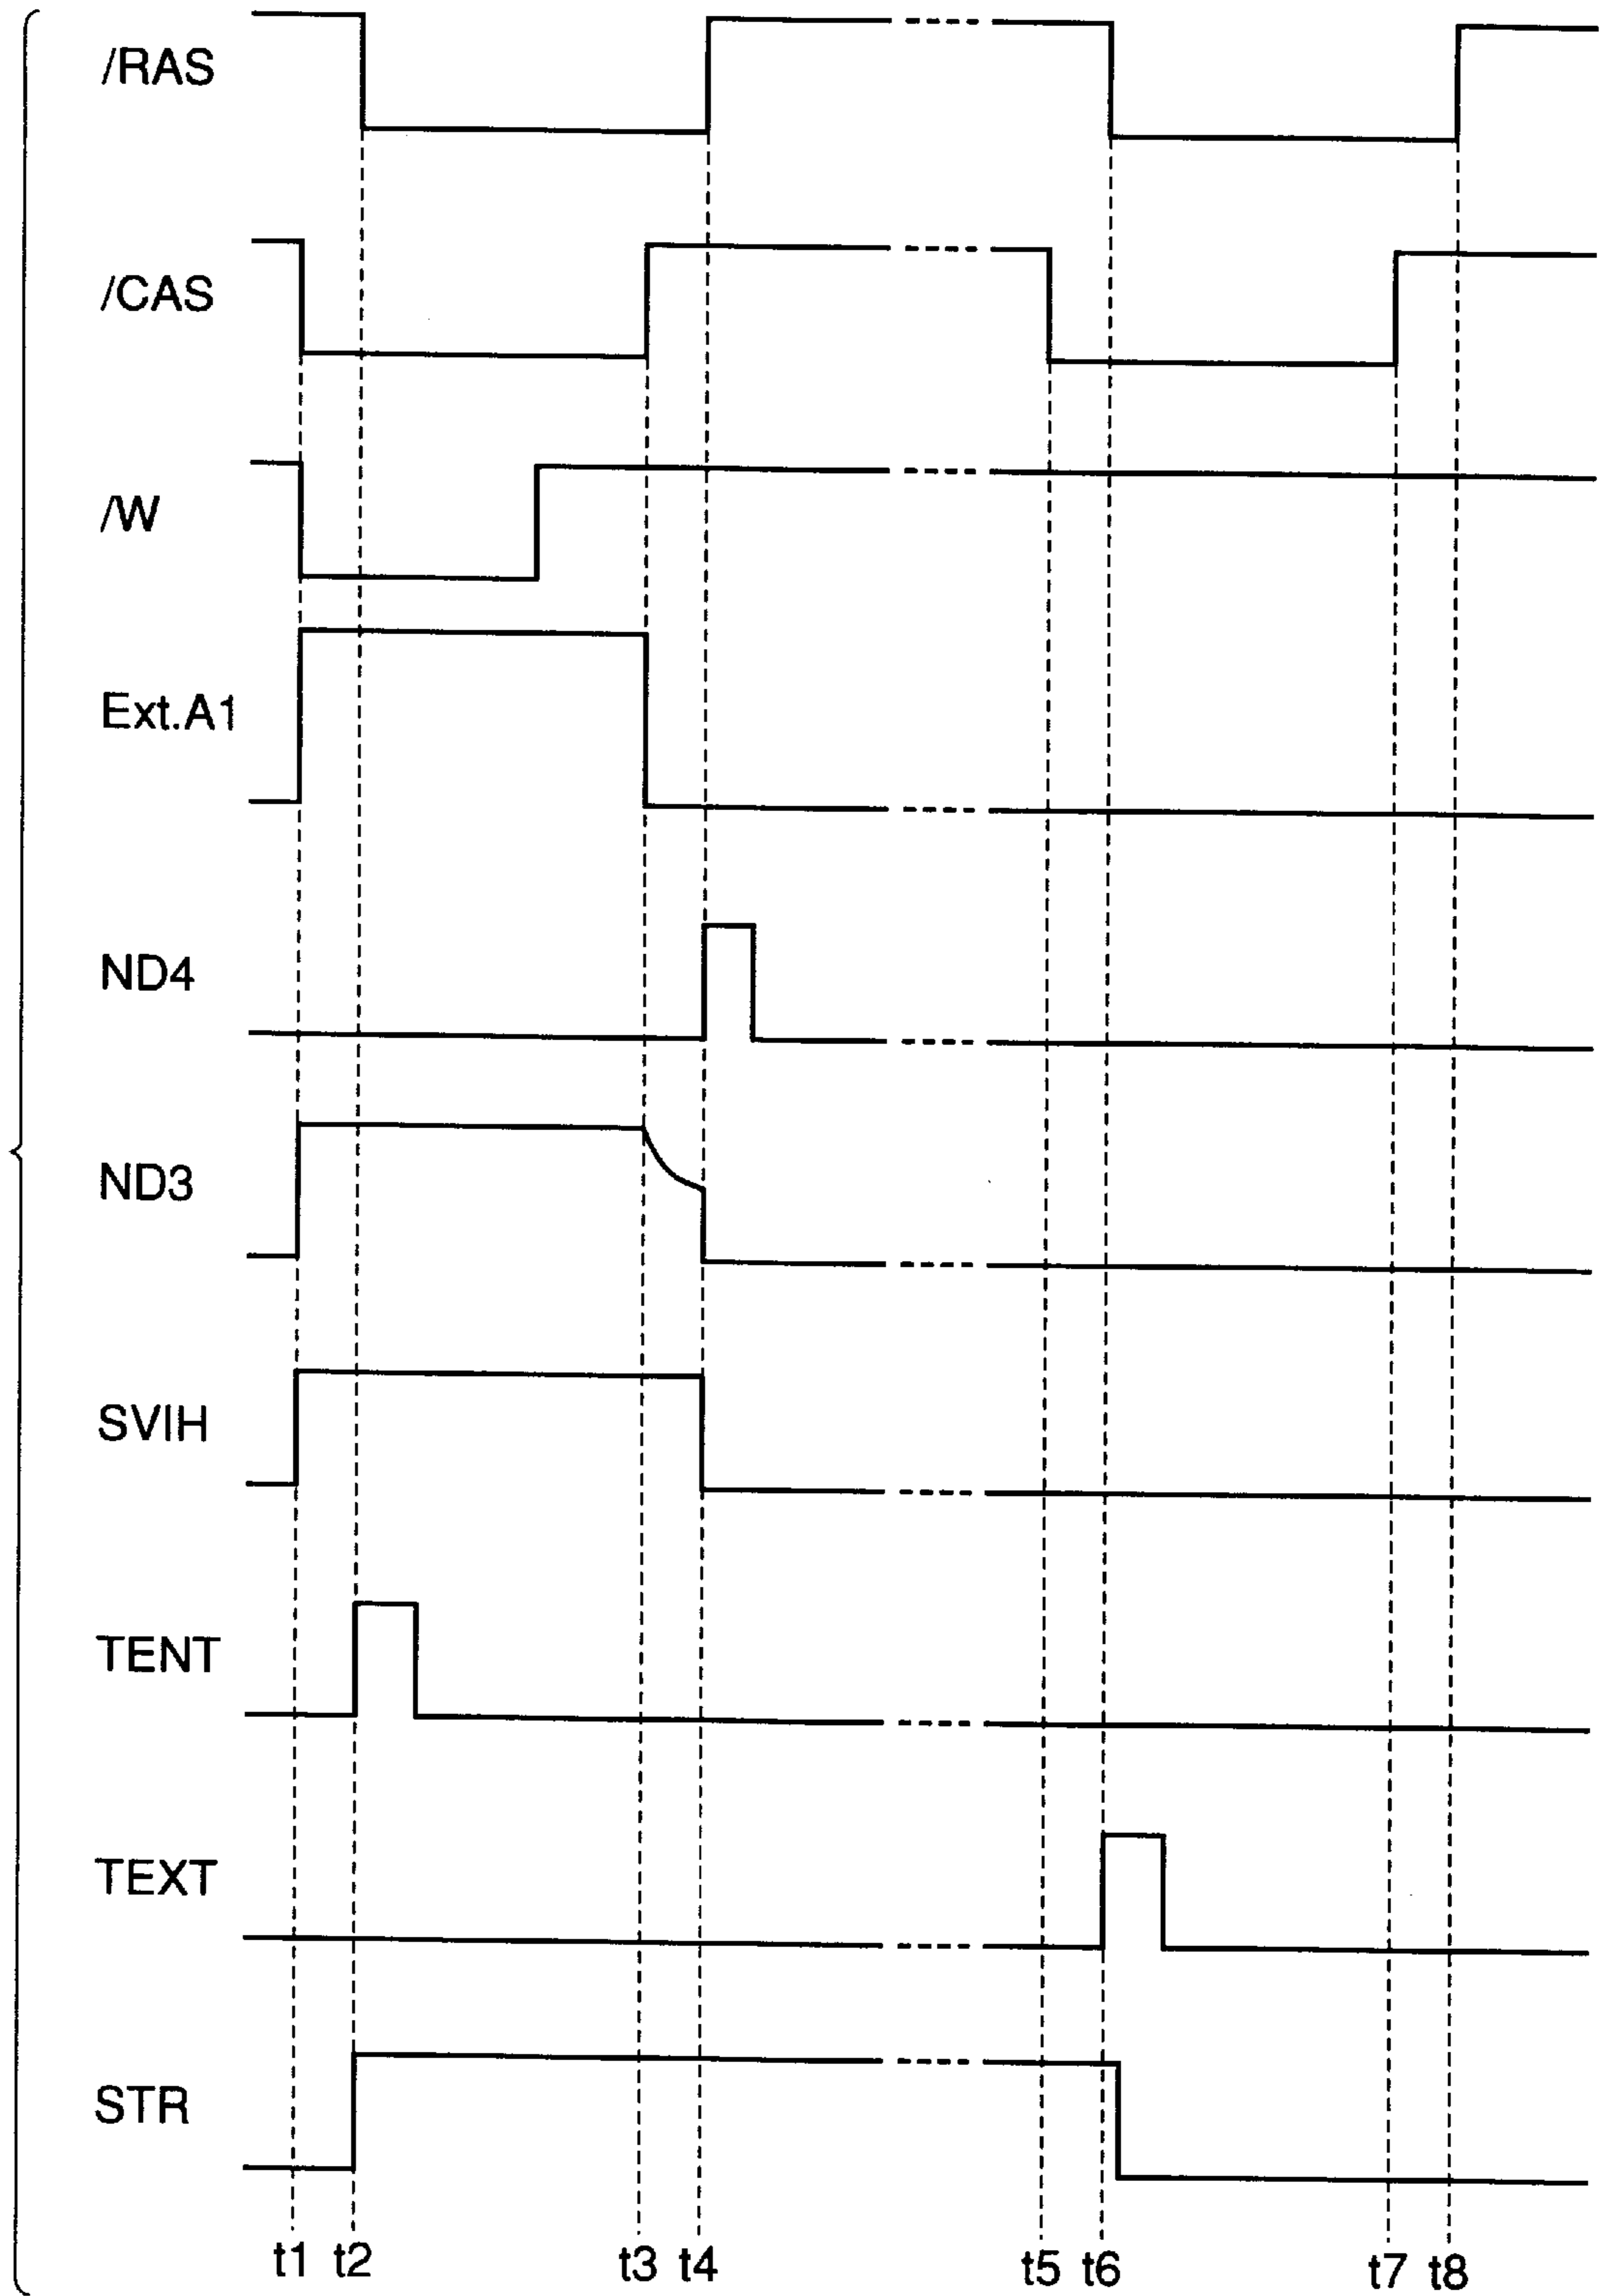 /RAS
/CAS
/W
Ext.A1
ND4
ND3
SVIH
TENT
TEXT
STR
t1 t2 t3 t4 t5 t6 t7 t8